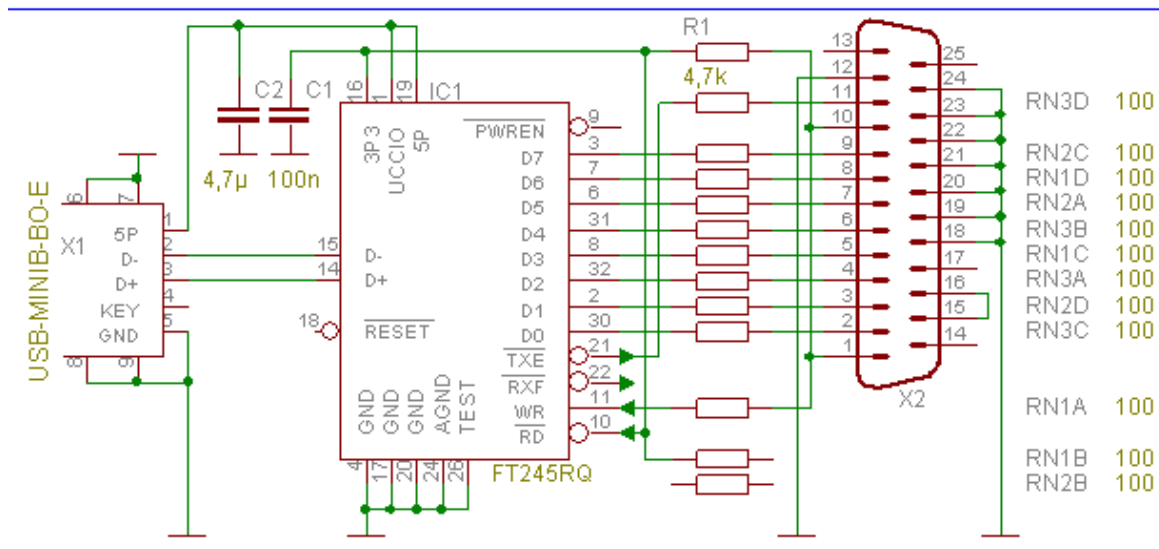 R1
4,7k
C2
C1
4,7µ
100n
16
1
19
IC1
3P3
UCCIO
5P
PWREN
9
D7
3
D6
7
D5
6
D4
31
D3
8
D2
32
D1
2
D0
30
TXE
21
RXF
22
WR
11
RD
10
15
D-
14
D+
18
RESET
GND
GND
GND
AGND
TEST
4
17
20
24
26
FT245RQ
USB-MINIB-BO-E
X1
6
7
5P
1
D-
2
D+
3
KEY
4
GND
5
8
9
13
12
11
10
9
8
7
6
5
4
3
2
1
25
24
23
22
21
20
19
18
17
16
15
14
X2
RN3D 100
RN2C 100
RN1D 100
RN2A 100
RN3B 100
RN1C 100
RN3A 100
RN2D 100
RN3C 100
RN1A 100
RN1B 100
RN2B 100